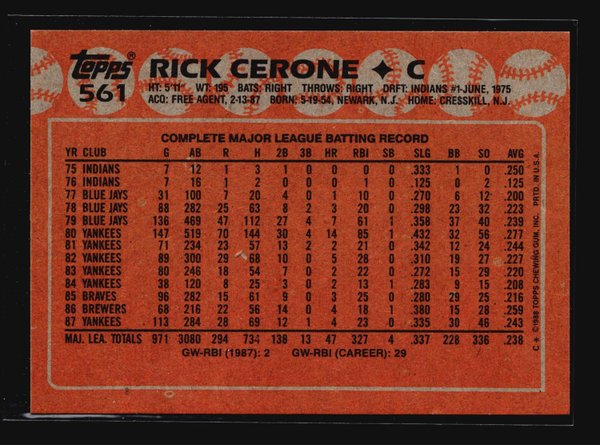 topps® RICK CERONE ✦ C
561 HT: 5'11" WT: 195 BATS: RIGHT THROWS: RIGHT DRFT: INDIANS #1-JUNE, 1975
ACQ: FREE AGENT, 2-13-87 BORN: 5-19-54, NEWARK, N.J. HOME: CRESSKILL, N.J.
COMPLETE MAJOR LEAGUE BATTING RECORD
YR CLUB G AB R H 2B 3B HR RBI SB SLG BB SO AVG
75 INDIANS 7 12 1 3 1 0 0 0 0 .333 1 0 .250
76 INDIANS 7 16 1 2 0 0 0 1 0 .125 0 2 .125
77 BLUE JAYS 31 100 7 20 4 0 1 10 0 .270 6 12 .200
78 BLUE JAYS 88 282 25 63 8 2 3 20 0 .298 23 32 .223
79 BLUE JAYS 136 469 47 112 27 4 7 61 1 .358 37 40 .239
80 YANKEES 147 519 70 144 30 4 14 85 1 .432 32 56 .277
81 YANKEES 71 234 23 57 13 2 2 21 0 .342 12 24 .244
82 YANKEES 89 300 29 68 10 0 5 28 0 .310 19 27 .227
83 YANKEES 80 246 18 54 7 0 2 22 0 .272 15 29 .220
84 YANKEES 38 120 8 25 3 0 2 13 1 .283 9 15 .208
85 BRAVES 96 282 15 61 9 0 3 25 0 .280 29 25 .216
86 BREWERS 68 216 22 56 14 0 4 18 1 .380 15 28 .259
87 YANKEES 113 284 28 69 12 1 4 23 0 .335 30 46 .243
MAJ. LEA. TOTALS 971 3080 294 734 138 13 47 327 4 .337 228 336 .238
GW-RBI (1987): 2 GW-RBI (CAREER): 29
C✦ ©1988 TOPPS CHEWING GUM, INC. PRTD. IN U.S.A.